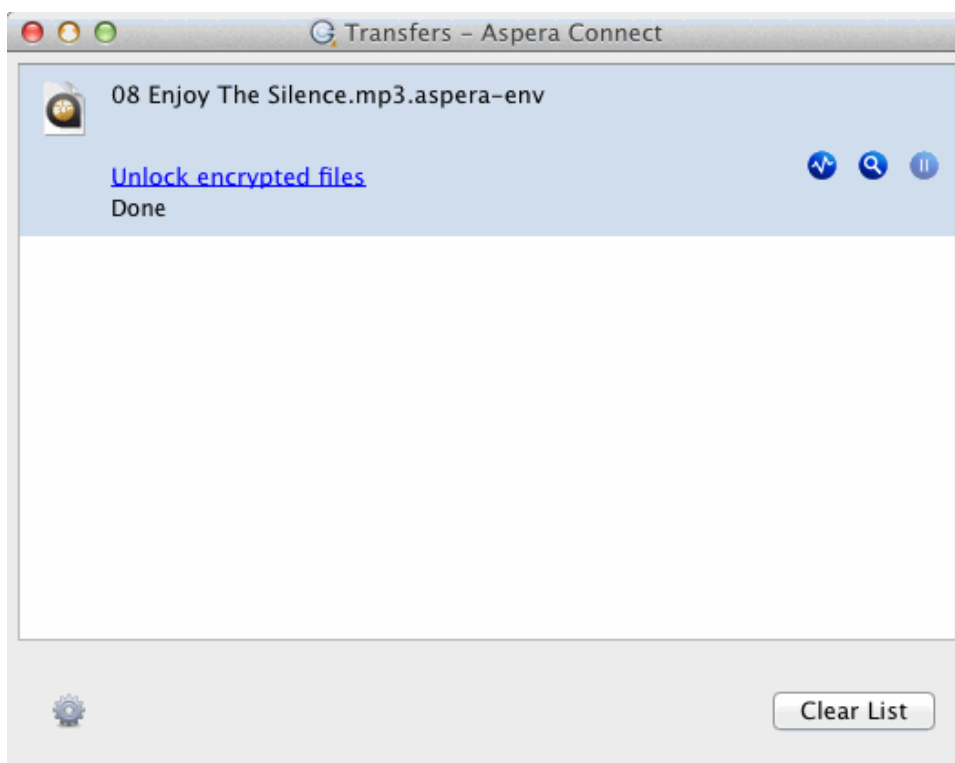 Transfers – Aspera Connect
08 Enjoy The Silence.mp3.aspera-env
Unlock encrypted files
Done
Clear List